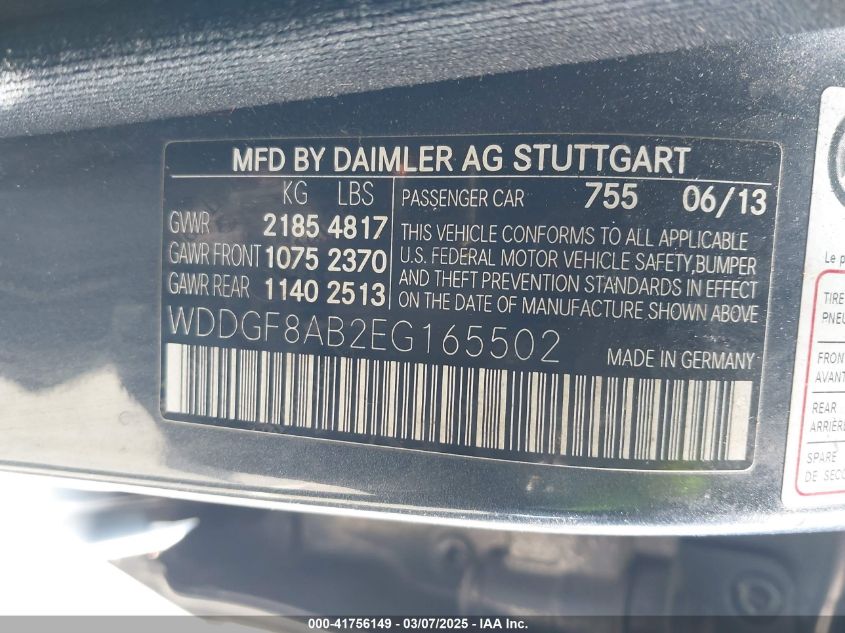 MFD BY DAIMLER AG STUTTGART
KG LBS
PASSENGER CAR 755 06/13
GVWR 2185 4817
GAWR FRONT 1075 2370
GAWR REAR 1140 2513
THIS VEHICLE CONFORMS TO ALL APPLICABLE
U.S. FEDERAL MOTOR VEHICLE SAFETY,BUMPER
AND THEFT PREVENTION STANDARDS IN EFFECT
ON THE DATE OF MANUFACTURE SHOWN ABOVE
WDDGF8AB2EG165502
MADE IN GERMANY
Le
TIRE
PNEU
FRON
AVANT
REAR
ARRIÈRE
SPARE
DE SECO
000-41756149 - 03/07/2025 - IAA Inc.